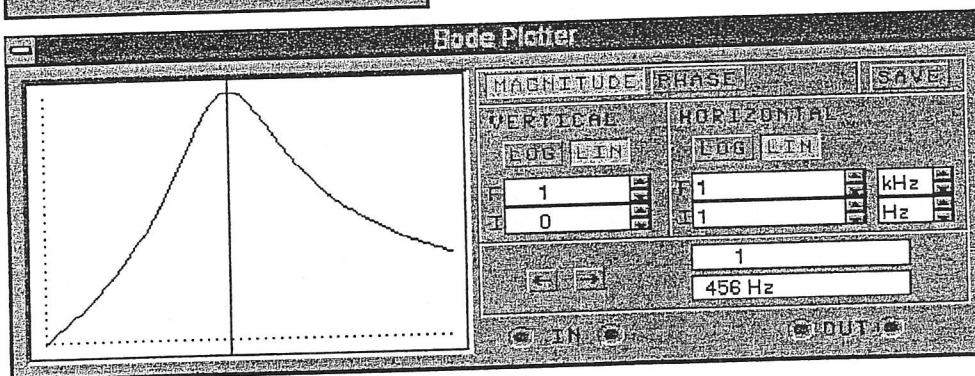 Bode Plotter
MAGNITUDE PHASE SAVE
VERTICAL HORIZONTAL
LOG LIN LOG LIN
F 1 F 1 kHz
I 0 I 1 Hz
← → 1
456 Hz
IN OUT